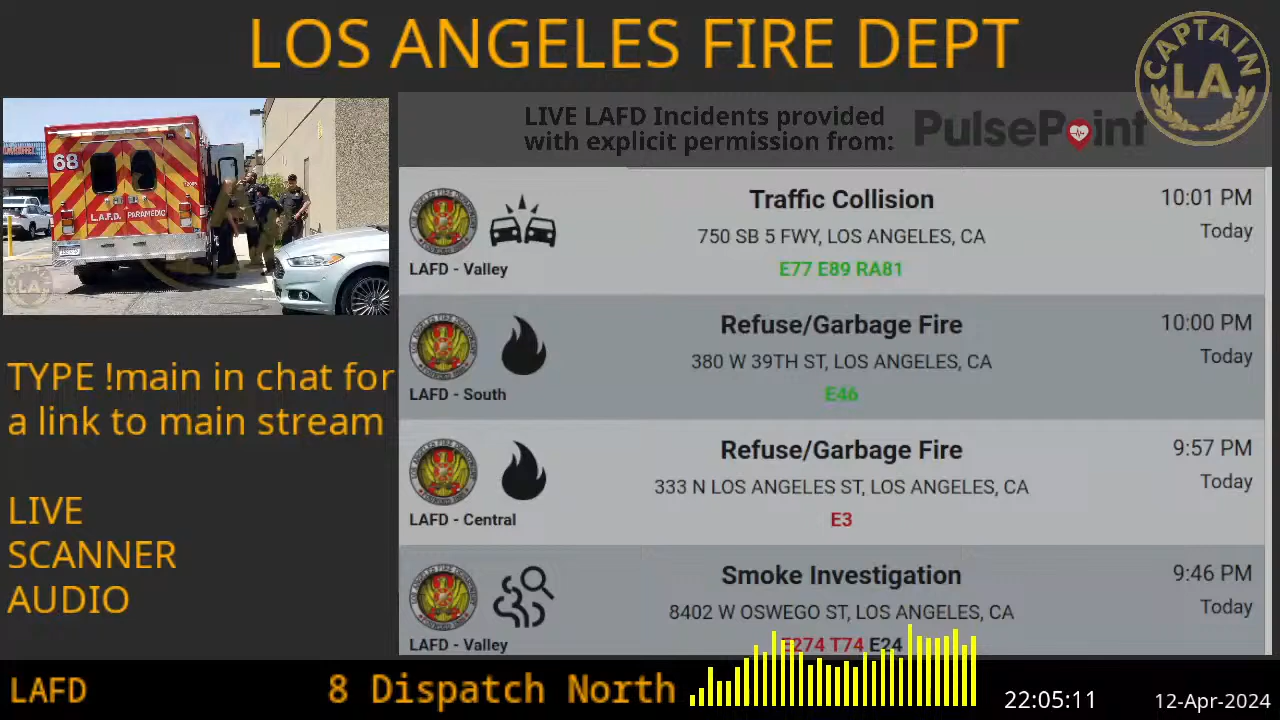 LOS ANGELES FIRE DEPT
CAPTAIN
LA
LIVE LAFD Incidents provided
with explicit permission from:
PulsePoint
68
L.A.F.D. PARAMEDIC
Traffic Collision
10:01 PM
750 SB 5 FWY, LOS ANGELES, CA
Today
LAFD - Valley
E77 E89 RA81
Refuse/Garbage Fire
10:00 PM
380 W 39TH ST, LOS ANGELES, CA
Today
LAFD - South
E46
Refuse/Garbage Fire
9:57 PM
333 N LOS ANGELES ST, LOS ANGELES, CA
Today
LAFD - Central
E3
Smoke Investigation
9:46 PM
8402 W OSWEGO ST, LOS ANGELES, CA
Today
LAFD - Valley
E274 T74 E24
TYPE !main in chat for
a link to main stream
LIVE
SCANNER
AUDIO
LAFD
8 Dispatch North
22:05:11
12-Apr-2024